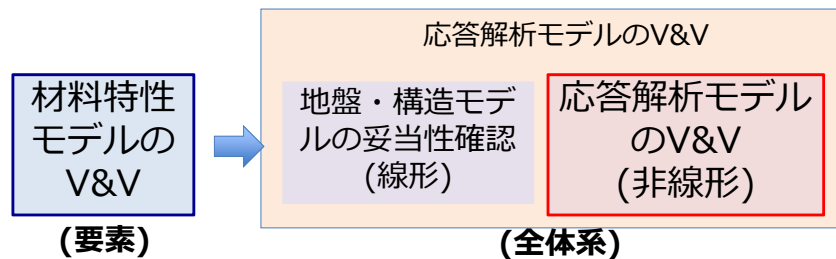 応答解析モデルのV&V
材料特性
モデルの
V&V
地盤・構造モデ
ルの妥当性確認
(線形)
応答解析モデル
のV&V
(非線形)
(要素)
(全体系)